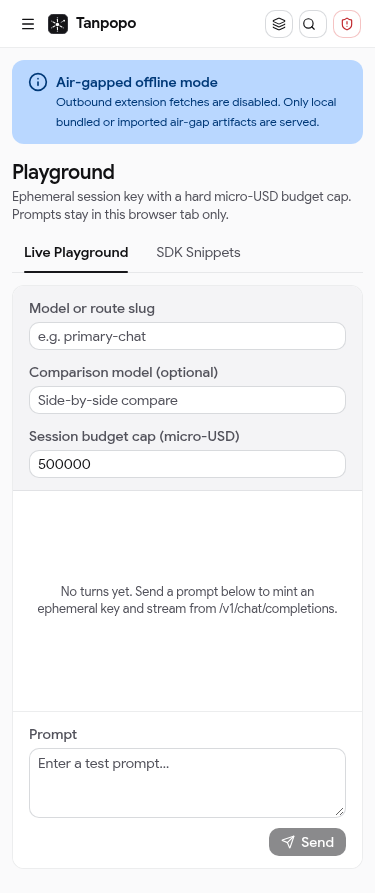 Tanpopo
Air-gapped offline mode
Outbound extension fetches are disabled. Only local
bundled or imported air-gap artifacts are served.
Playground
Ephemeral session key with a hard micro-USD budget cap.
Prompts stay in this browser tab only.
Live Playground
SDK Snippets
Model or route slug
e.g. primary-chat
Comparison model (optional)
Side-by-side compare
Session budget cap (micro-USD)
500000
No turns yet. Send a prompt below to mint an
ephemeral key and stream from /v1/chat/completions.
Prompt
Enter a test prompt...
Send